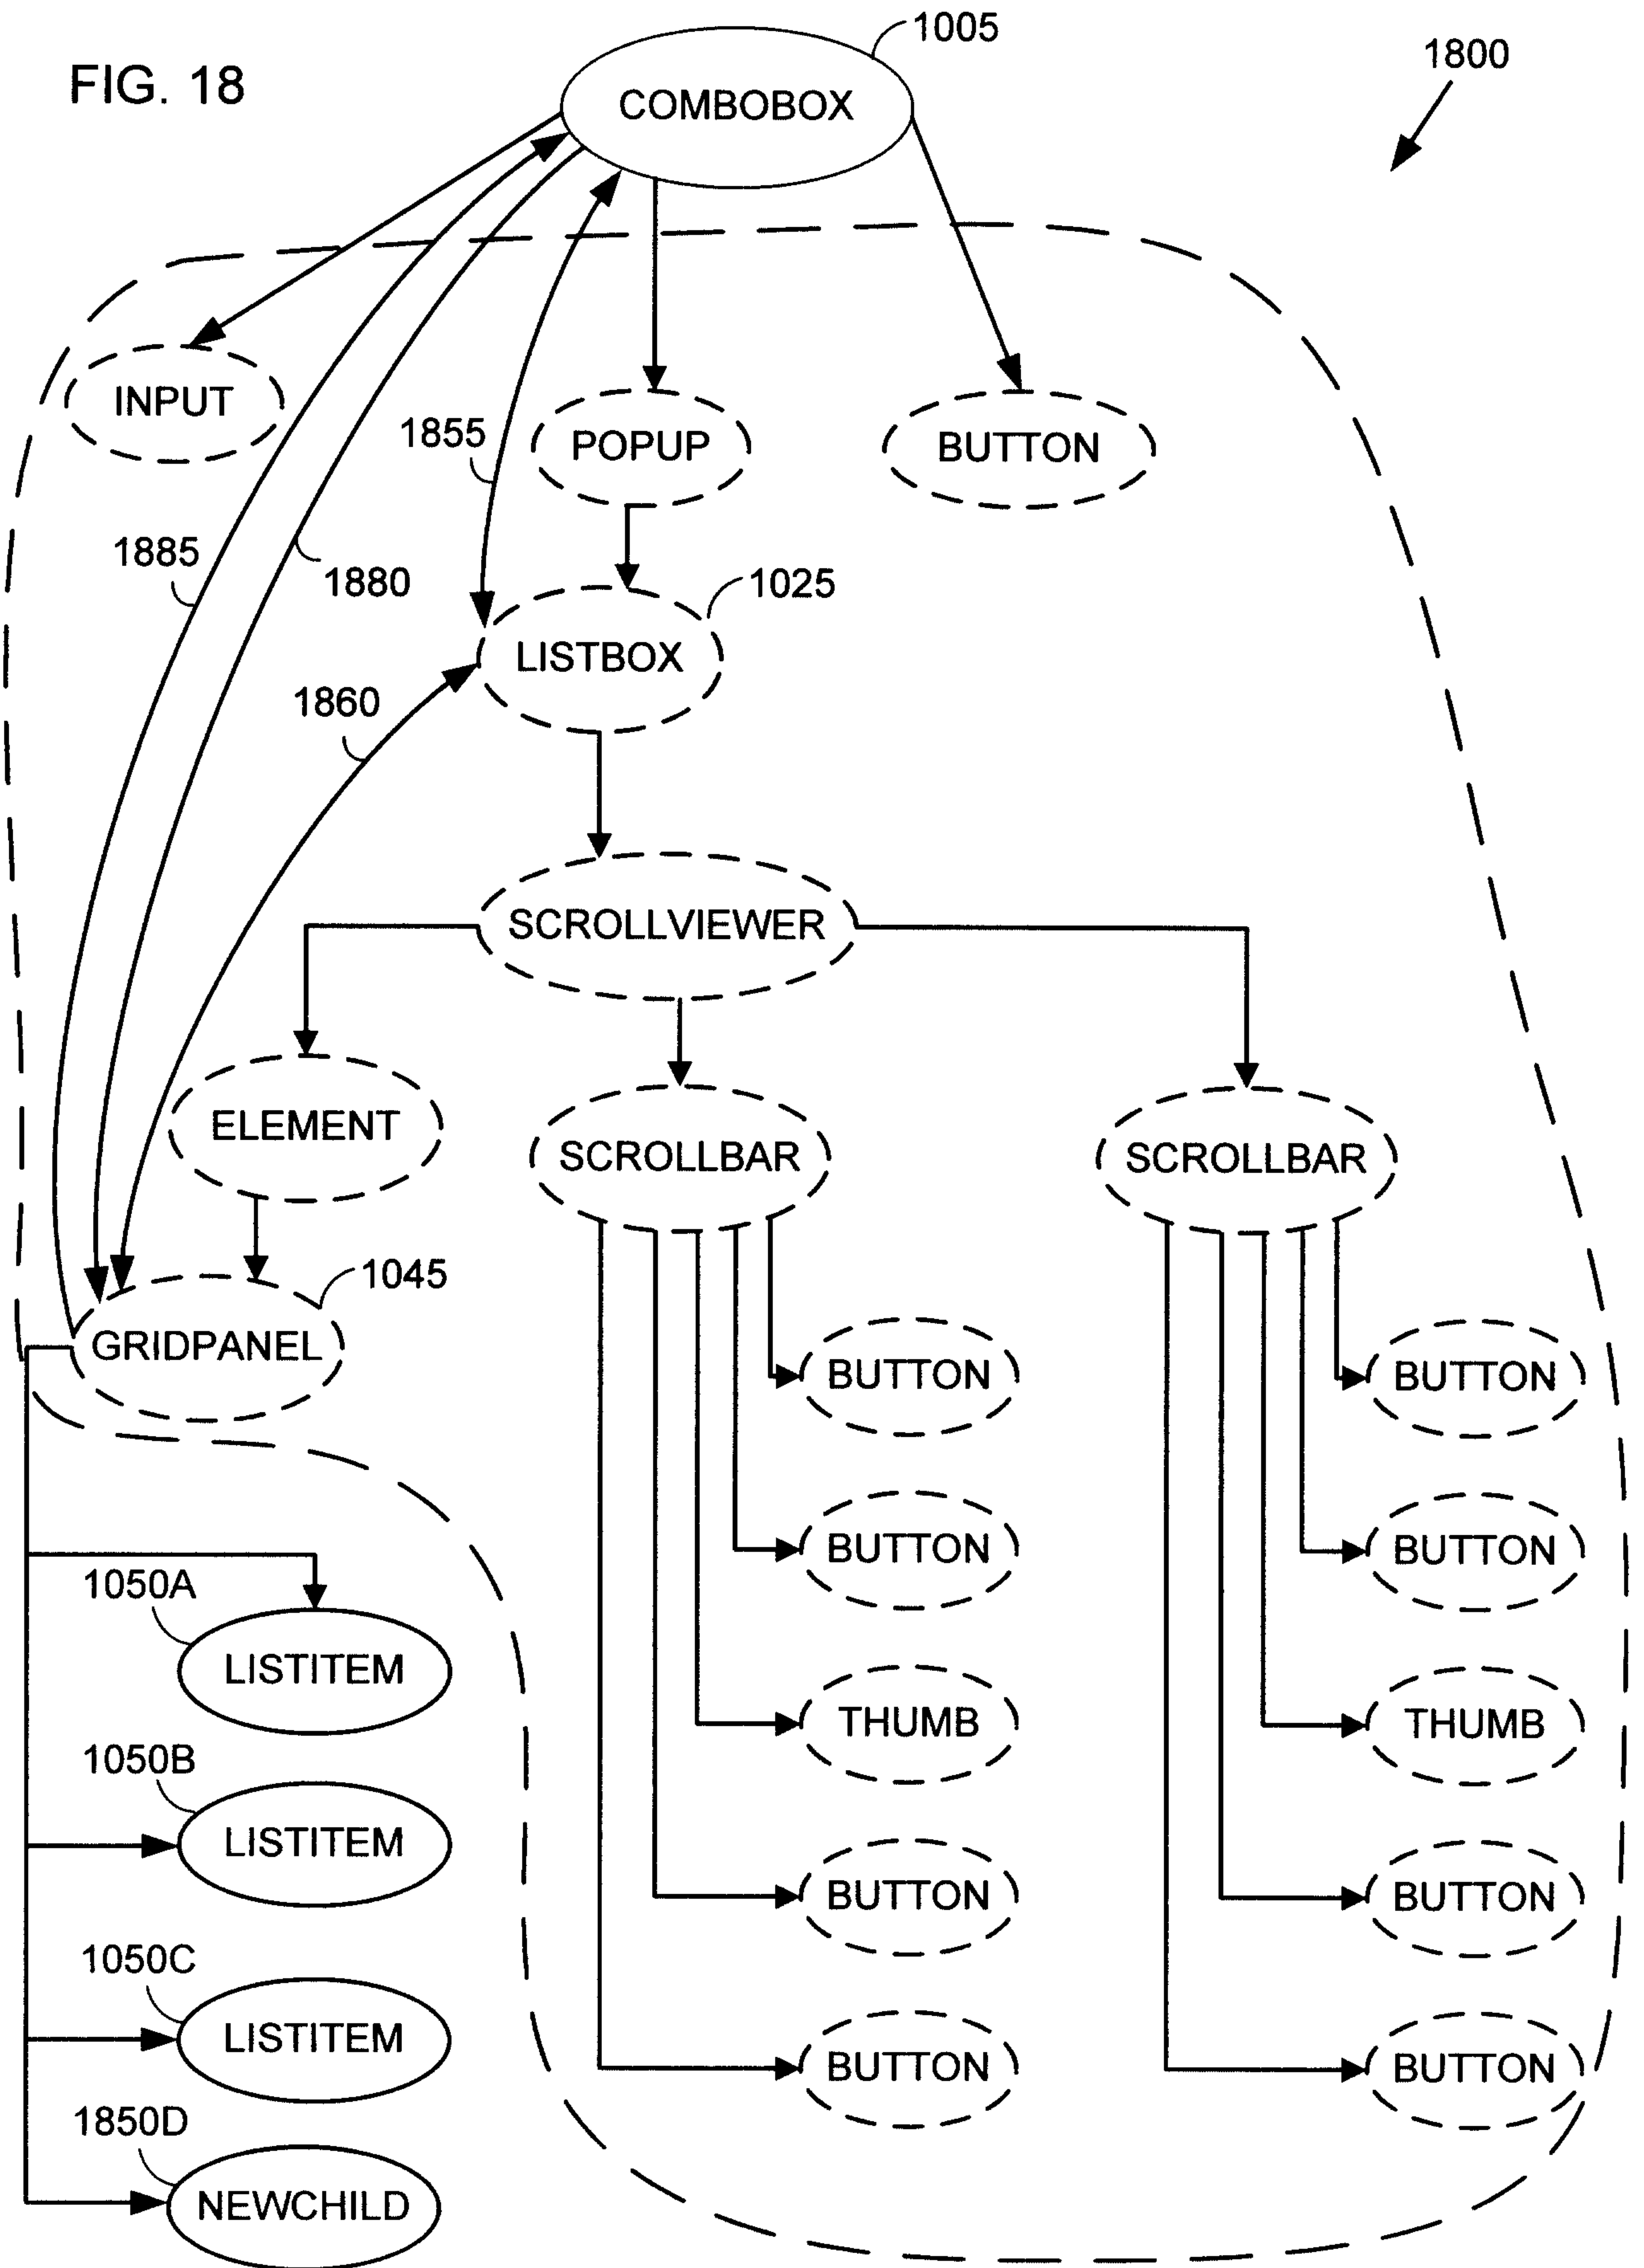 1005
1800
FIG. 18
COMBOBOX
INPUT
1855
POPUP
BUTTON
1885
1880
1025
LISTBOX
1860
SCROLLVIEWER
ELEMENT
SCROLLBAR
SCROLLBAR
1045
GRIDPANEL
BUTTON
BUTTON
BUTTON
BUTTON
1050A
LISTITEM
THUMB
THUMB
1050B
LISTITEM
BUTTON
BUTTON
1050C
LISTITEM
BUTTON
BUTTON
1850D
NEWCHILD